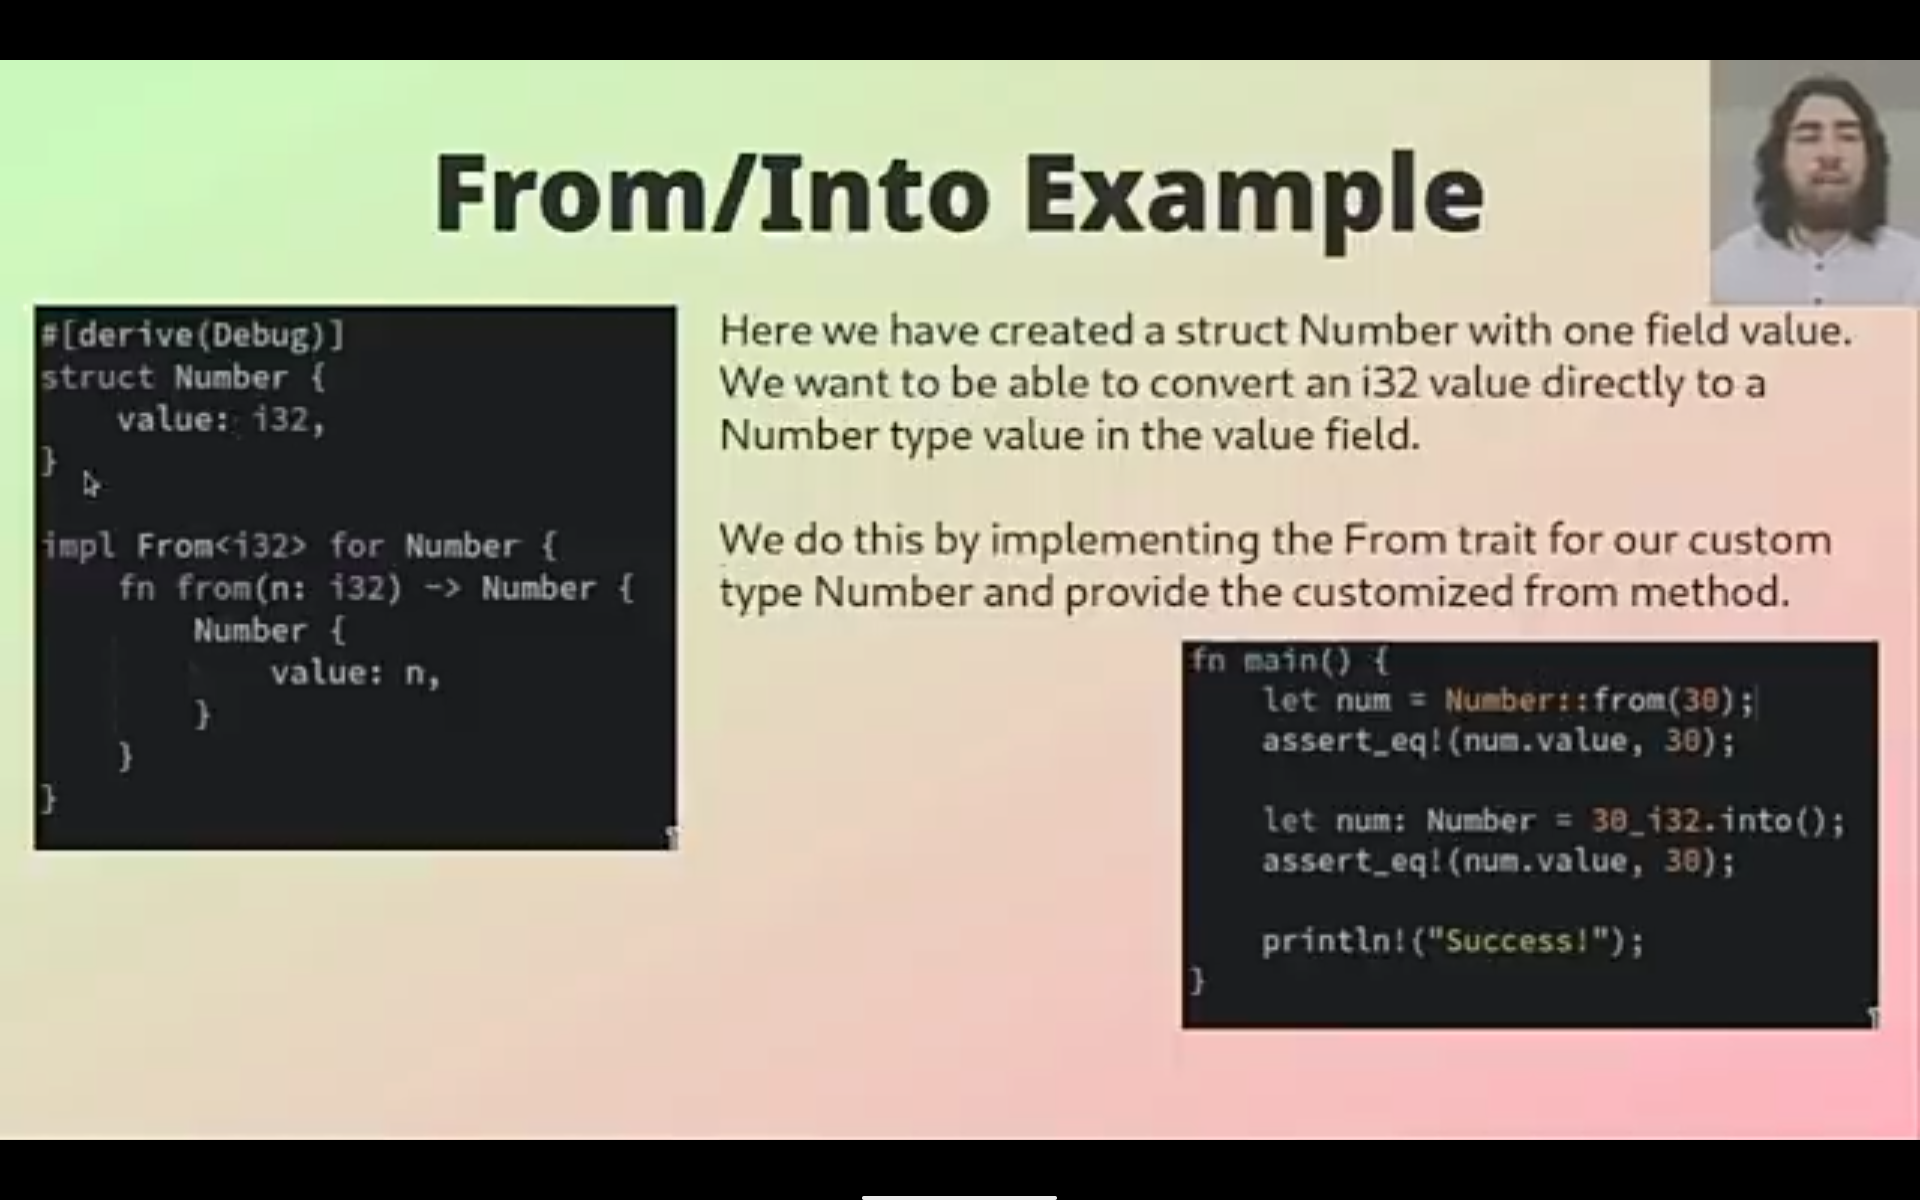 From/Into Example
#[derive(Debug)]
struct Number {
    value: i32,
}

impl From<i32> for Number {
    fn from(n: i32) -> Number {
        Number {
            value: n,
        }
    }
}
Here we have created a struct Number with one field value.
We want to be able to convert an i32 value directly to a
Number type value in the value field.
We do this by implementing the From trait for our custom
type Number and provide the customized from method.
fn main() {
    let num = Number::from(30);
    assert_eq!(num.value, 30);

    let num: Number = 30_i32.into();
    assert_eq!(num.value, 30);

    println!("Success!");
}